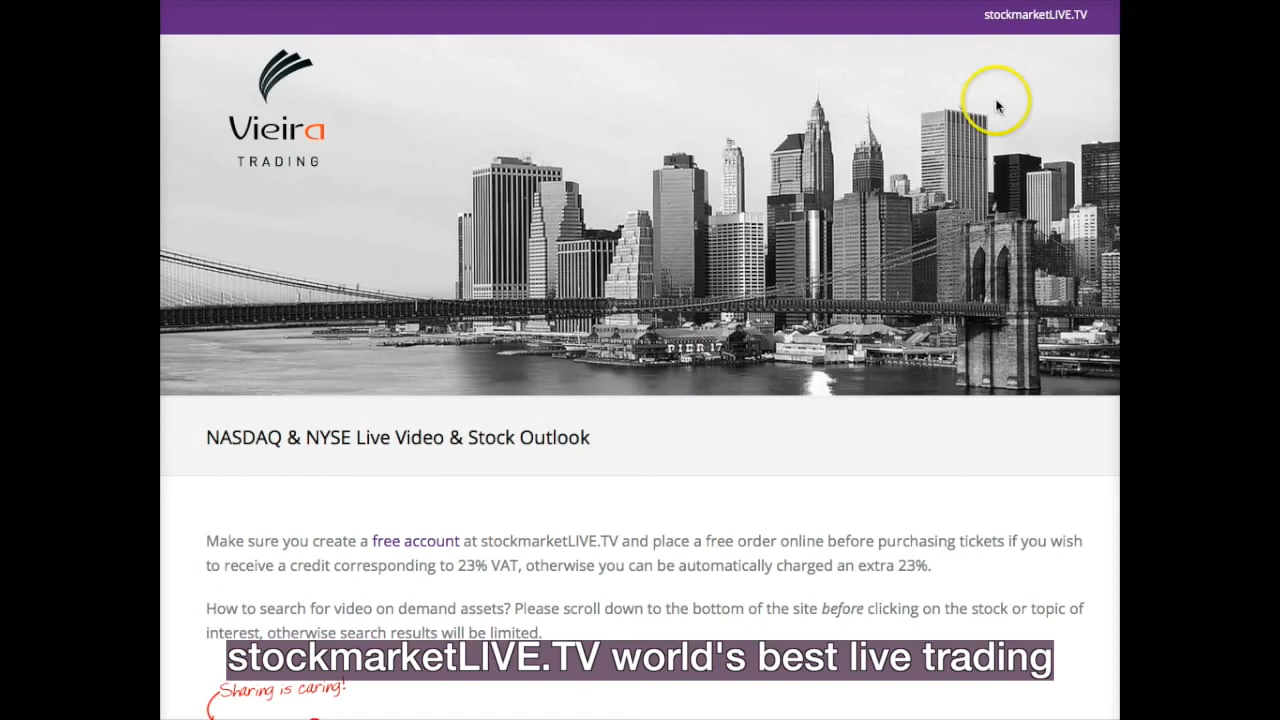 stockmarketLIVE.TV
Vieira
TRADING
PIER 17
NASDAQ & NYSE Live Video & Stock Outlook
Make sure you create a free account at stockmarketLIVE.TV and place a free order online before purchasing tickets if you wish
to receive a credit corresponding to 23% VAT, otherwise you can be automatically charged an extra 23%.
How to search for video on demand assets? Please scroll down to the bottom of the site before clicking on the stock or topic of
interest, otherwise search results will be limited.
stockmarketLIVE.TV world's best live trading
Sharing is caring!